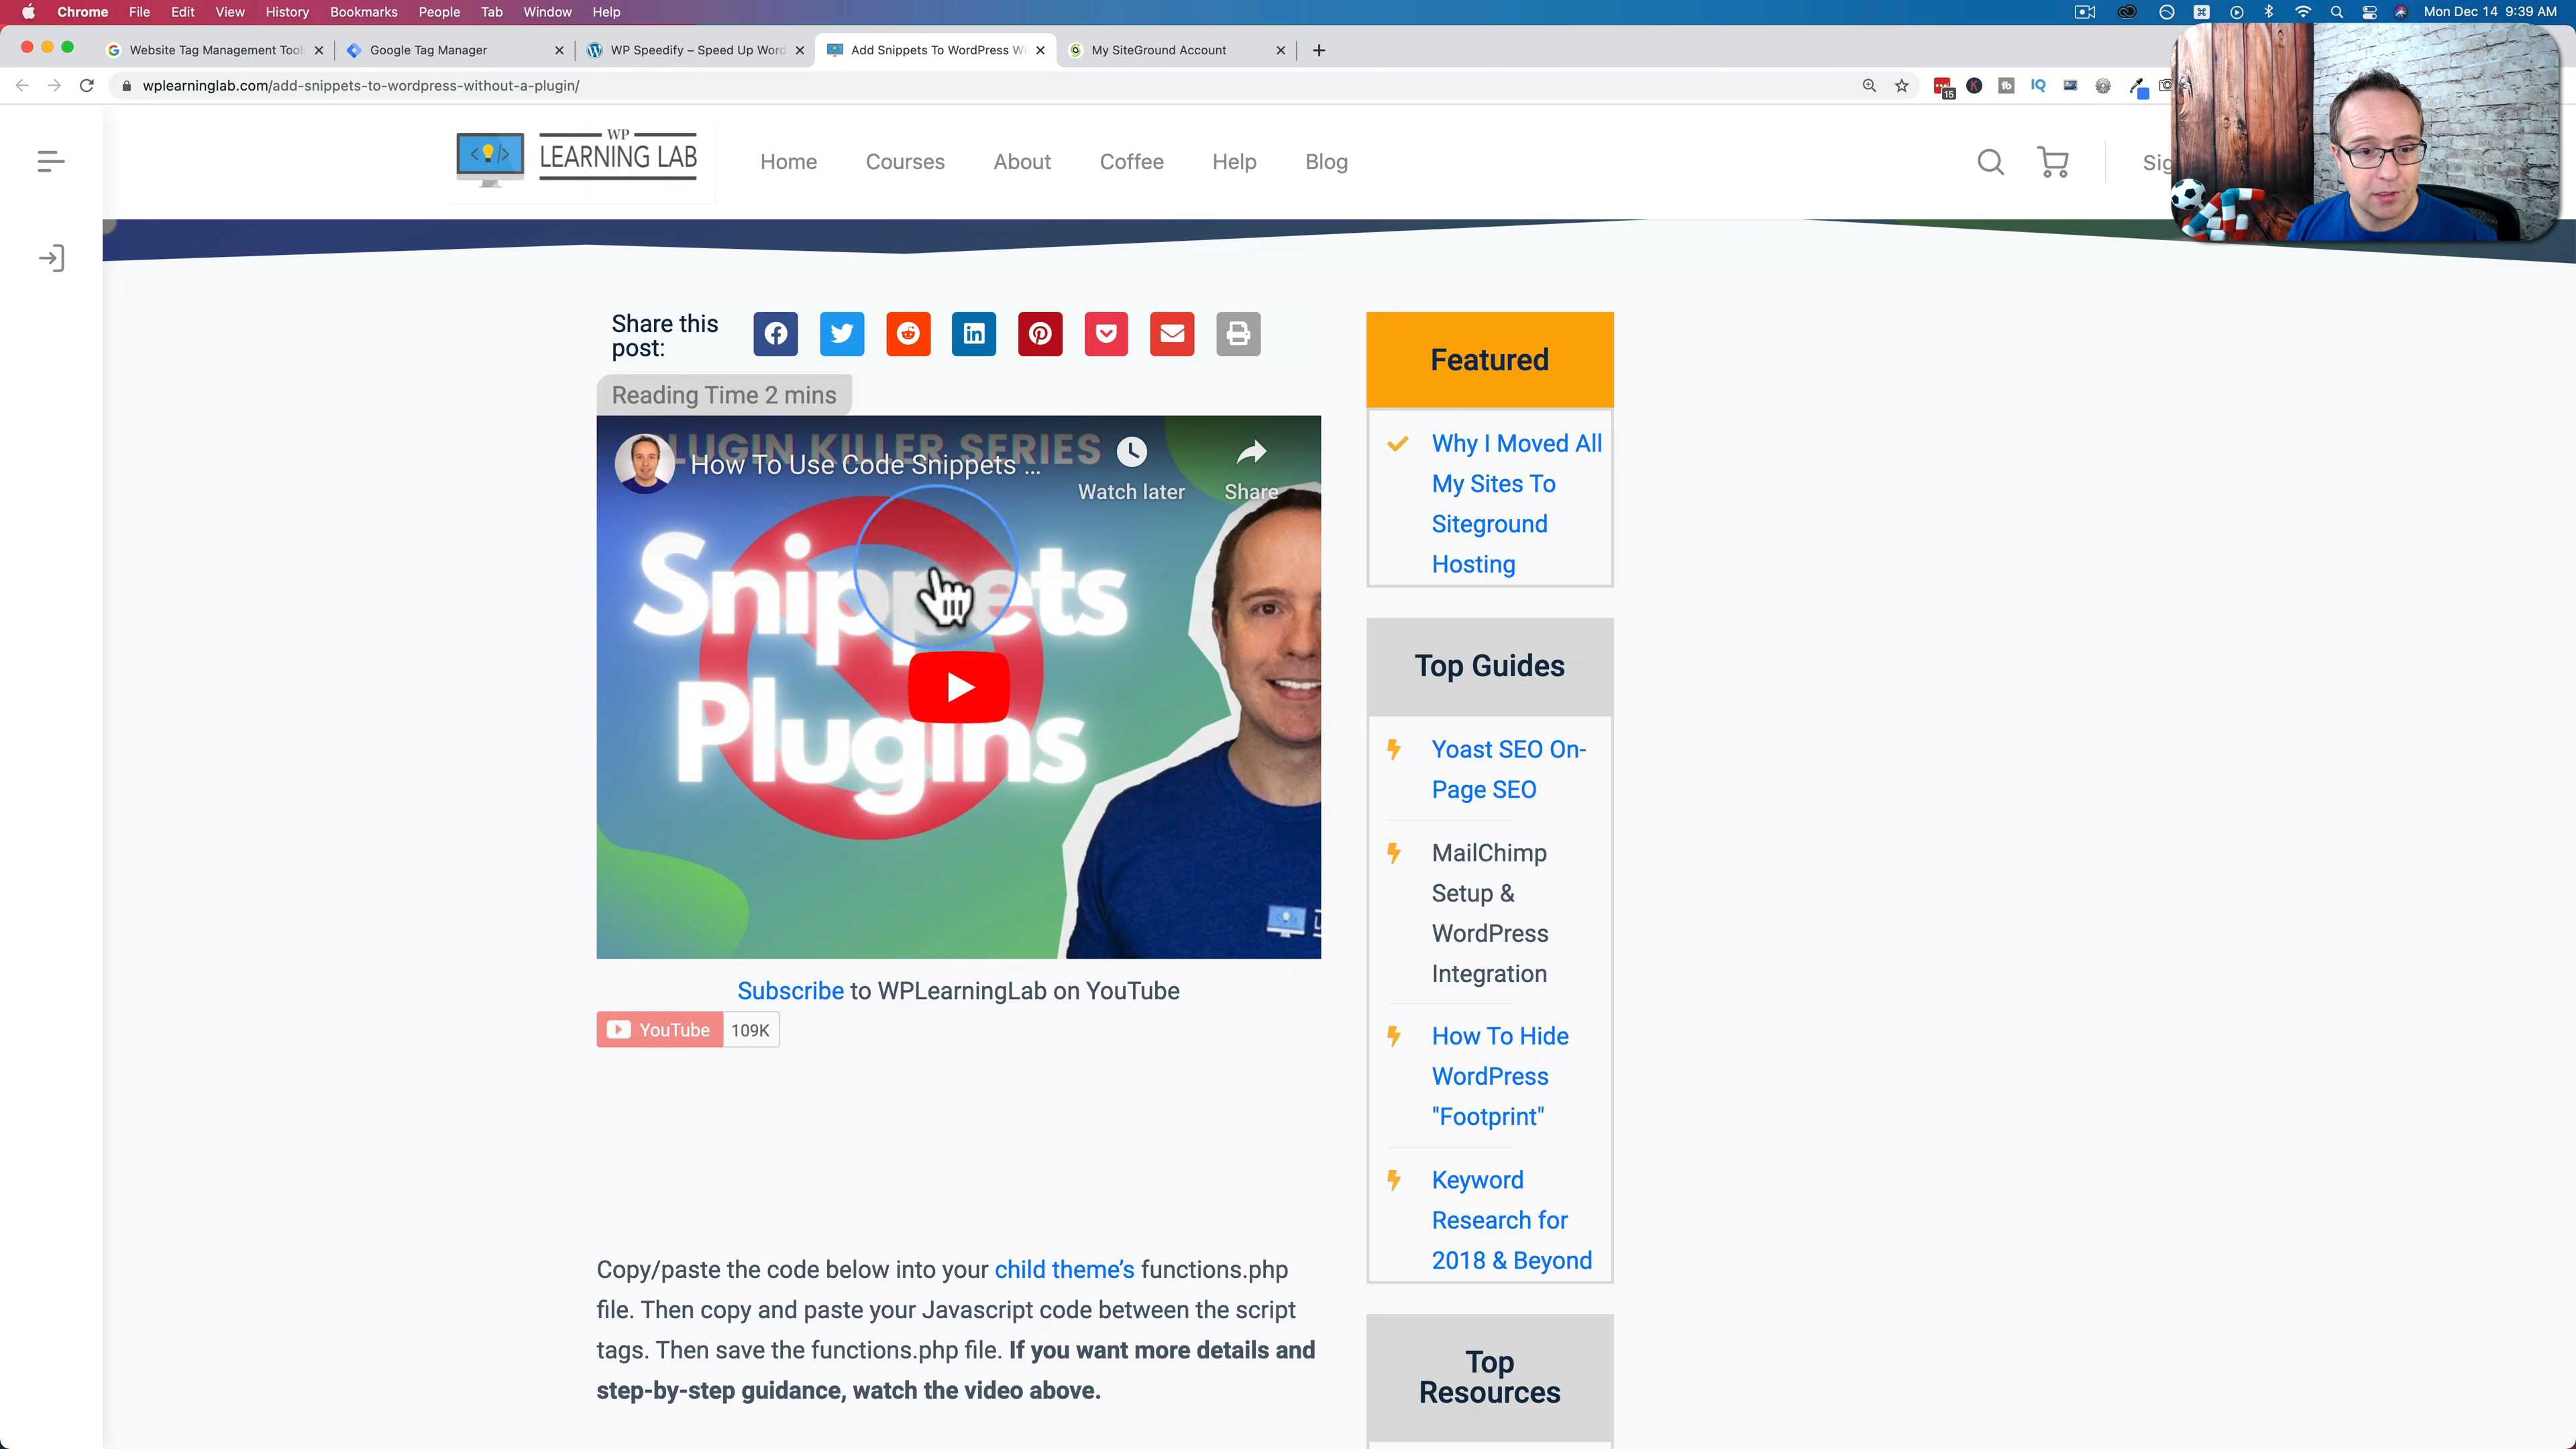 Chrome File Edit View History Bookmarks People Tab Window Help
Mon Dec 14 9:39 AM
Website Tag Management Tool
Google Tag Manager
WP Speedify – Speed Up Word
Add Snippets To WordPress Wi
My SiteGround Account
wplearninglab.com/add-snippets-to-wordpress-without-a-plugin/
15
IQ
WP
LEARNING LAB
Home Courses About Coffee Help Blog
Sig
Share this
post:
Reading Time 2 mins
PLUGIN KILLER SERIES
How To Use Code Snippets ...
Watch later
Share
Snippets
Plugins
Subscribe to WPLearningLab on YouTube
YouTube 109K
Copy/paste the code below into your child theme’s functions.php
file. Then copy and paste your Javascript code between the script
tags. Then save the functions.php file. If you want more details and
step-by-step guidance, watch the video above.
Featured
Why I Moved All
My Sites To
Siteground
Hosting
Top Guides
Yoast SEO On-
Page SEO
MailChimp
Setup &
WordPress
Integration
How To Hide
WordPress
"Footprint"
Keyword
Research for
2018 & Beyond
Top
Resources